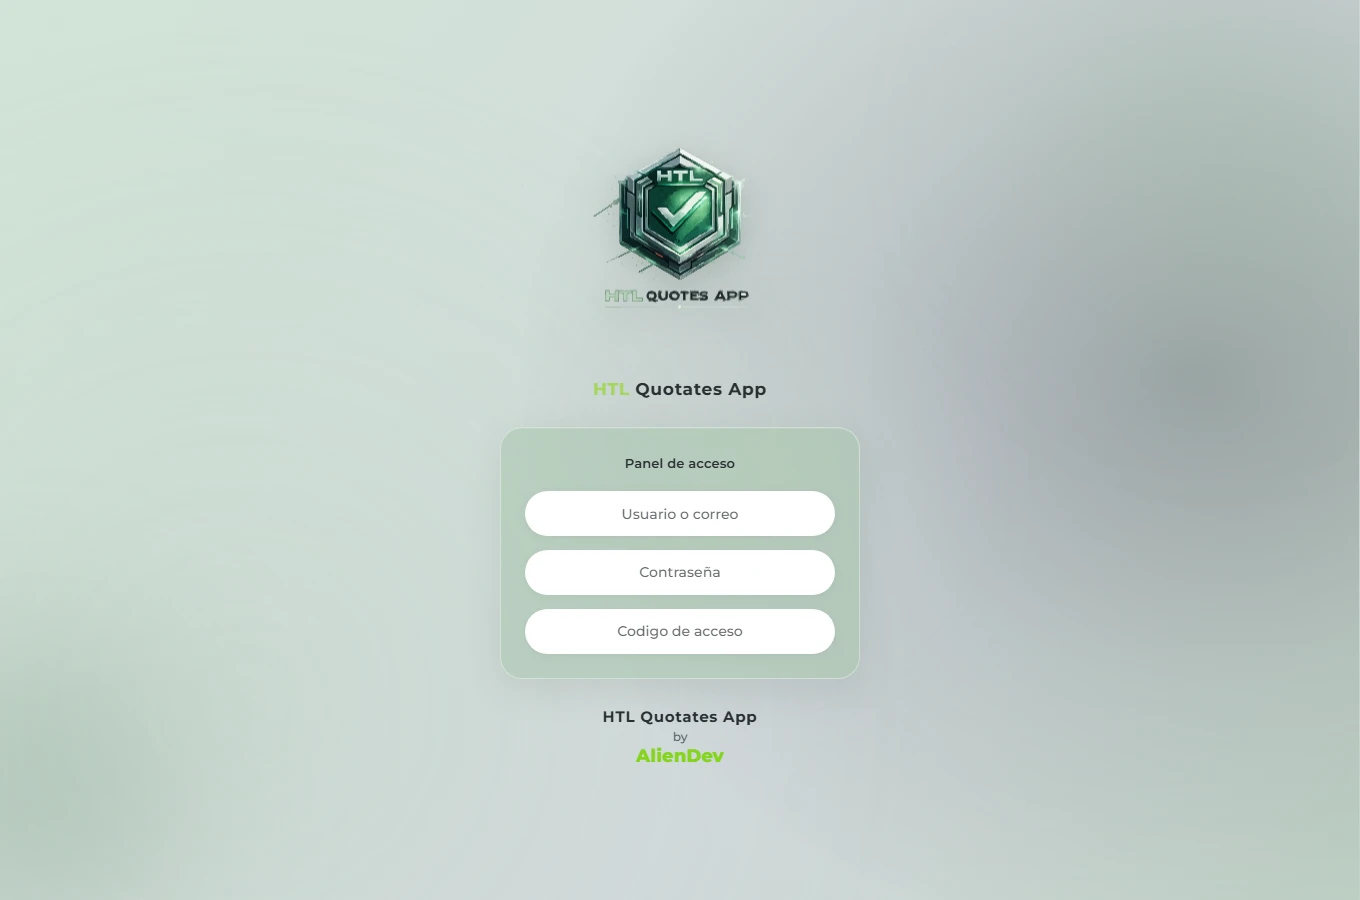 HTL
HTL QUOTES APP
HTL Quotates App
Panel de acceso
Usuario o correo
Contraseña
Codigo de acceso
HTL Quotates App
by
AlienDev